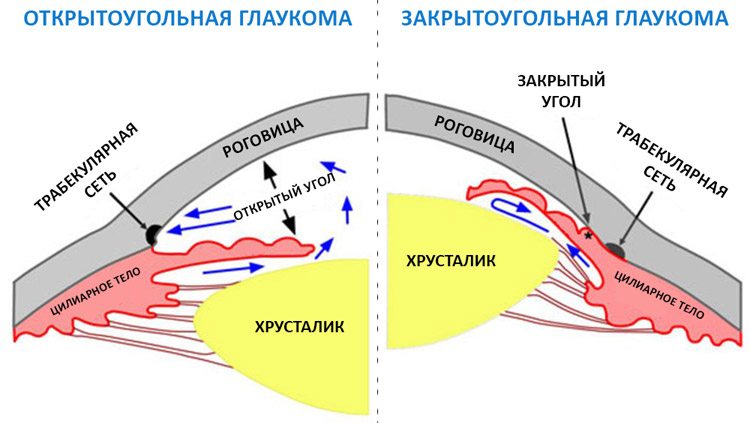 ОТКРЫТОУГОЛЬНАЯ ГЛАУКОМА
ТРАБЕКУЛЯРНАЯ
СЕТЬ
РОГОВИЦА
ОТКРЫТЫЙ УГОЛ
ЦИЛИАРНОЕ ТЕЛО
ХРУСТАЛИК
ЗАКРЫТОУГОЛЬНАЯ ГЛАУКОМА
ЗАКРЫТЫЙ
УГОЛ
РОГОВИЦА
ТРАБЕКУЛЯРНАЯ
СЕТЬ
ХРУСТАЛИК
ЦИЛИАРНОЕ ТЕЛО